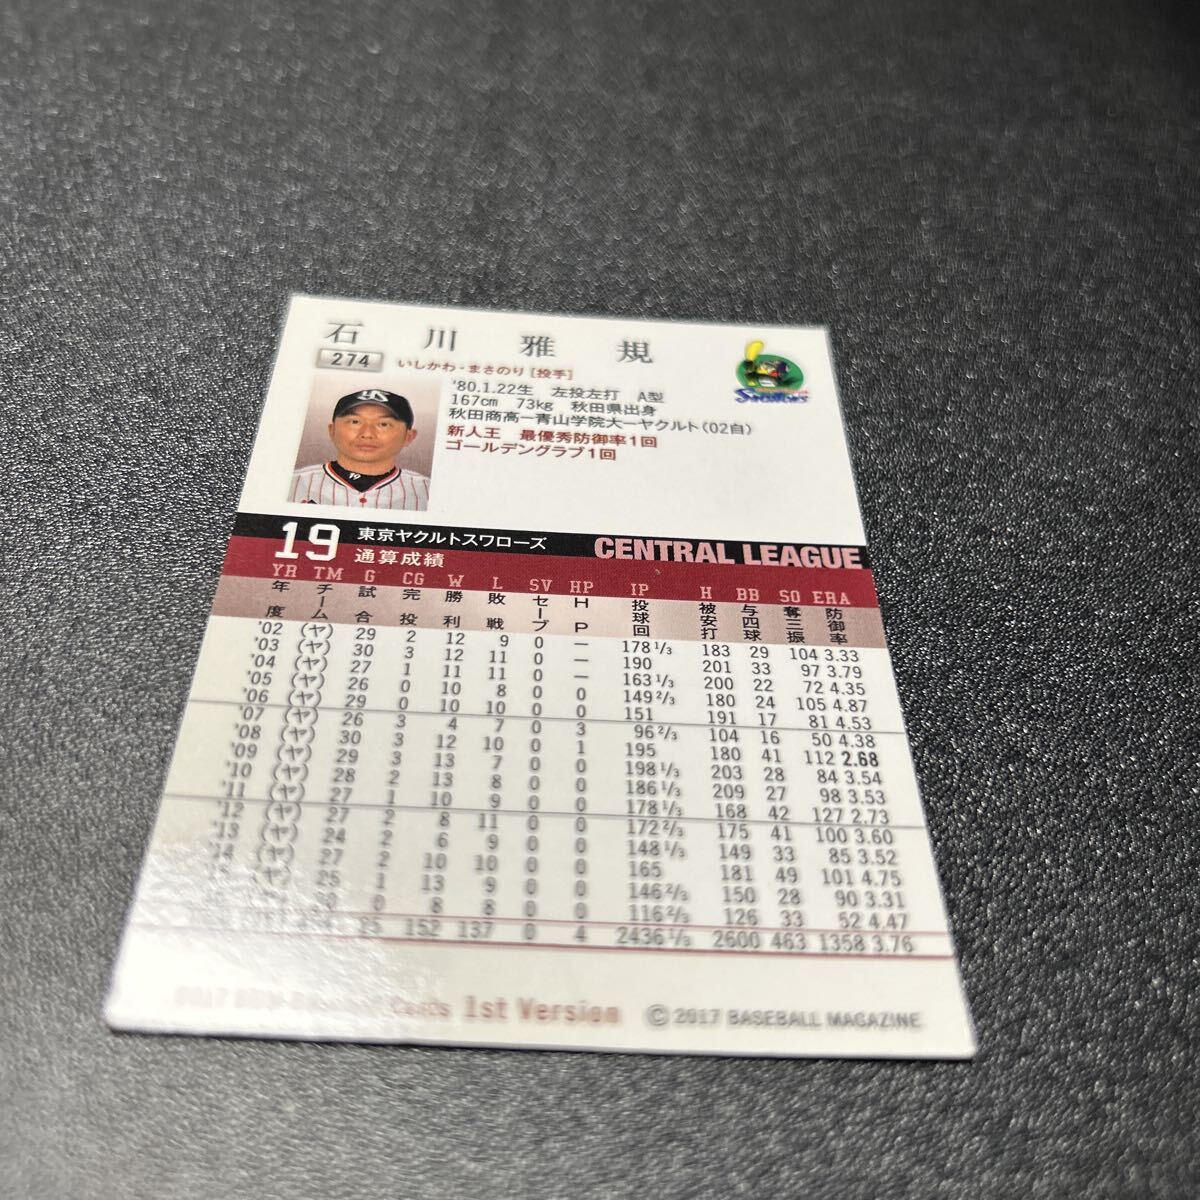 石川雅規
274
いしかわ・まさのり [投手]
'80.1.22生 左投左打 A型
167cm 73kg 秋田県出身
秋田商高ー青山学院大ーヤクルト(02自)
新人王 最優秀防御率1回
ゴールデングラブ1回
Swallows
19
19 東京ヤクルトスワローズ CENTRAL LEAGUE
通算成績
YR TM G CG W L SV HP IP H BB SO ERA
年度 チーム 試合 完投 勝利 敗戦 セーブ HP 投球回 被安打 与四球 奪三振 防御率
'02 (ヤ) 29 2 12 9 0 — 178 1/3 183 29 104 3.33
'03 (ヤ) 30 3 12 11 0 — 190 201 33 97 3.79
'04 (ヤ) 27 1 11 11 0 — 163 1/3 200 22 72 4.35
'05 (ヤ) 26 0 10 8 0 0 149 2/3 180 24 105 4.87
'06 (ヤ) 29 0 10 10 0 0 151 191 17 81 4.53
'07 (ヤ) 26 3 4 7 0 3 96 2/3 104 16 50 4.38
'08 (ヤ) 30 3 12 10 0 1 195 180 41 112 2.68
'09 (ヤ) 29 3 13 7 0 0 198 1/3 203 28 84 3.54
'10 (ヤ) 28 2 13 8 0 0 186 1/3 209 27 98 3.53
'11 (ヤ) 27 1 10 9 0 0 178 1/3 168 42 127 2.73
'12 (ヤ) 27 2 8 11 0 0 172 2/3 175 41 100 3.60
'13 (ヤ) 24 2 6 9 0 0 148 1/3 149 33 85 3.52
(ヤ) 27 2 10 10 0 0 165 181 49 101 4.75
(ヤ) 25 1 13 9 0 0 146 2/3 150 28 90 3.31
0 8 8 0 0 116 2/3 126 33 52 4.47
152 137 0 4 2436 1/3 2600 463 1358 3.76
2017 BBM Baseball Cards 1st Version © 2017 BASEBALL MAGAZINE